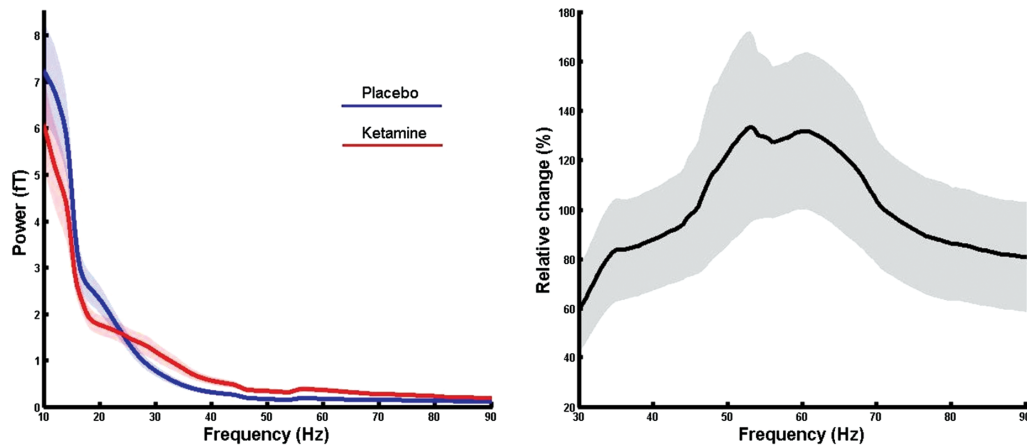 8
7
6
5
4
3
2
1
0
Power (fT)
10 20 30 40 50 60 70 80 90
Frequency (Hz)
Placebo
Ketamine
180
160
140
120
100
80
60
40
20
Relative change (%)
30 40 50 60 70 80 90
Frequency (Hz)